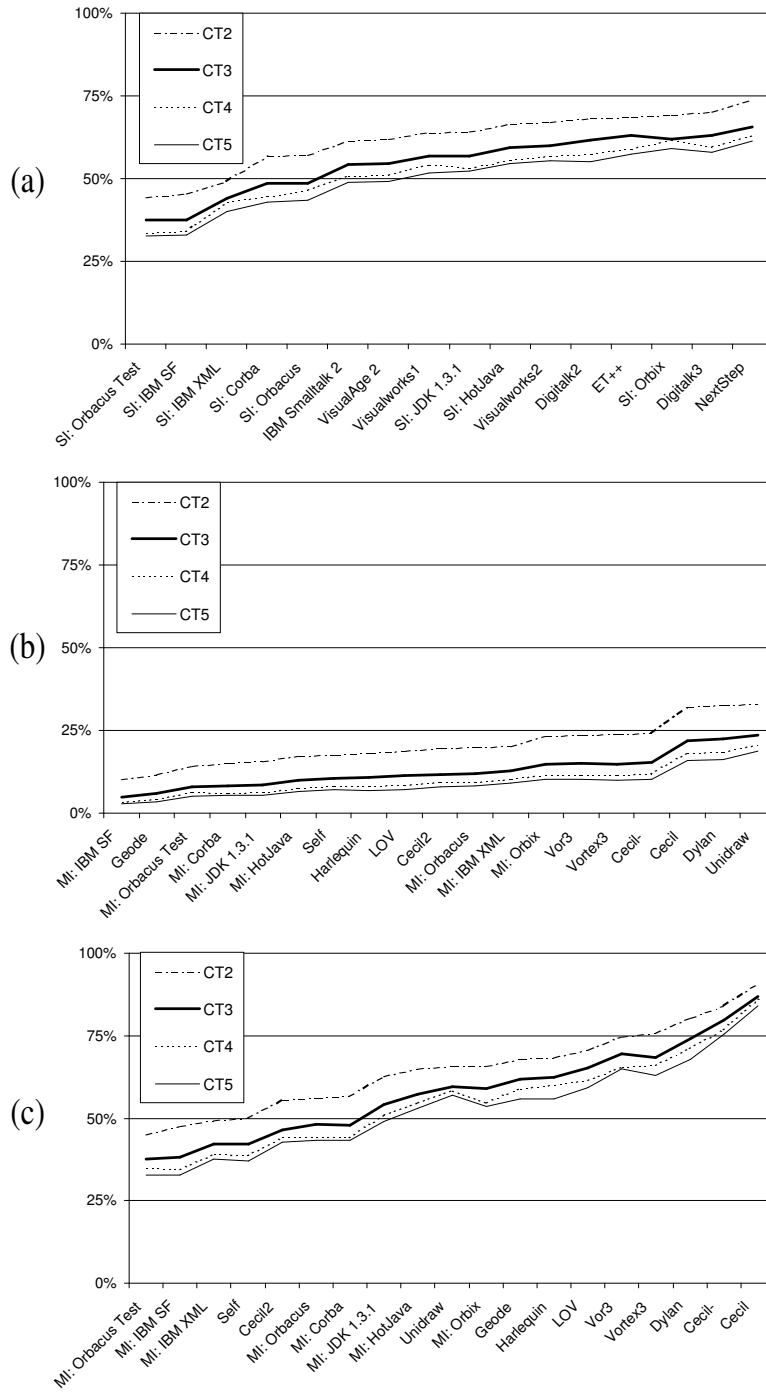 100%
75%
50%
25%
0%
CT2
CT3
CT4
CT5
(a)
SI: Orbacus Test
SI: IBM SF
SI: IBM XML
SI: Corba
SI: Orbacus
IBM Smalltalk 2
VisualAge 2
Visualworks1
SI: JDK 1.3.1
SI: HotJava
Visualworks2
Digitalk2
ET++
SI: Orbix
Digitalk3
NextStep
100%
75%
50%
25%
0%
CT2
CT3
CT4
CT5
(b)
MI: IBM SF
Geode
MI: Orbacus Test
MI: Corba
MI: JDK 1.3.1
MI: HotJava
Self
Harlequin
LOV
Cecil2
MI: Orbacus
MI: IBM XML
MI: Orbix
Vor3
Vortex3
Cecil-
Cecil
Dylan
Unidraw
100%
75%
50%
25%
0%
CT2
CT3
CT4
CT5
(c)
MI: Orbacus Test
MI: IBM SF
MI: IBM XML
Self
Cecil2
MI: Orbacus
MI: Corba
MI: JDK 1.3.1
MI: HotJava
Unidraw
MI: Orbix
Geode
Harlequin
LOV
Vor3
Vortex3
Dylan
Cecil-
Cecil